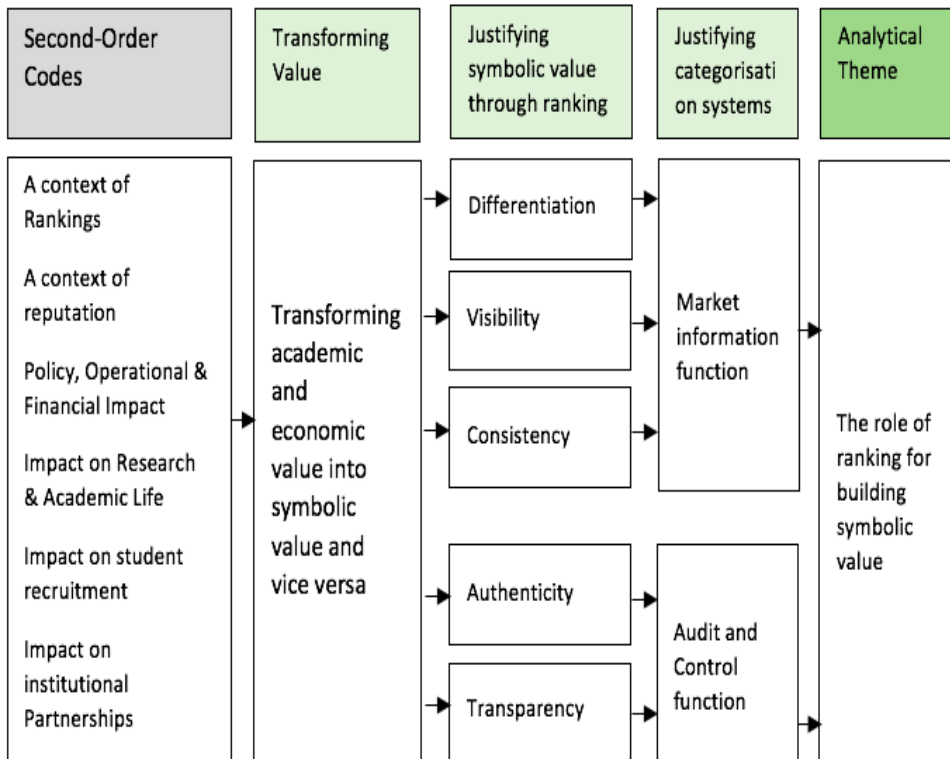 Second-Order
Codes
Transforming
Value
Justifying
symbolic value
through ranking
Justifying
categorisati
on systems
Analytical
Theme
A context of
Rankings
A context of
reputation
Policy, Operational &
Financial Impact
Impact on Research
& Academic Life
Impact on student
recruitment
Impact on
institutional
Partnerships
Transforming
academic
and
economic
value into
symbolic
value and
vice versa
Differentiation
Visibility
Consistency
Authenticity
Transparency
Market
information
function
Audit and
Control
function
The role of
ranking for
building
symbolic
value